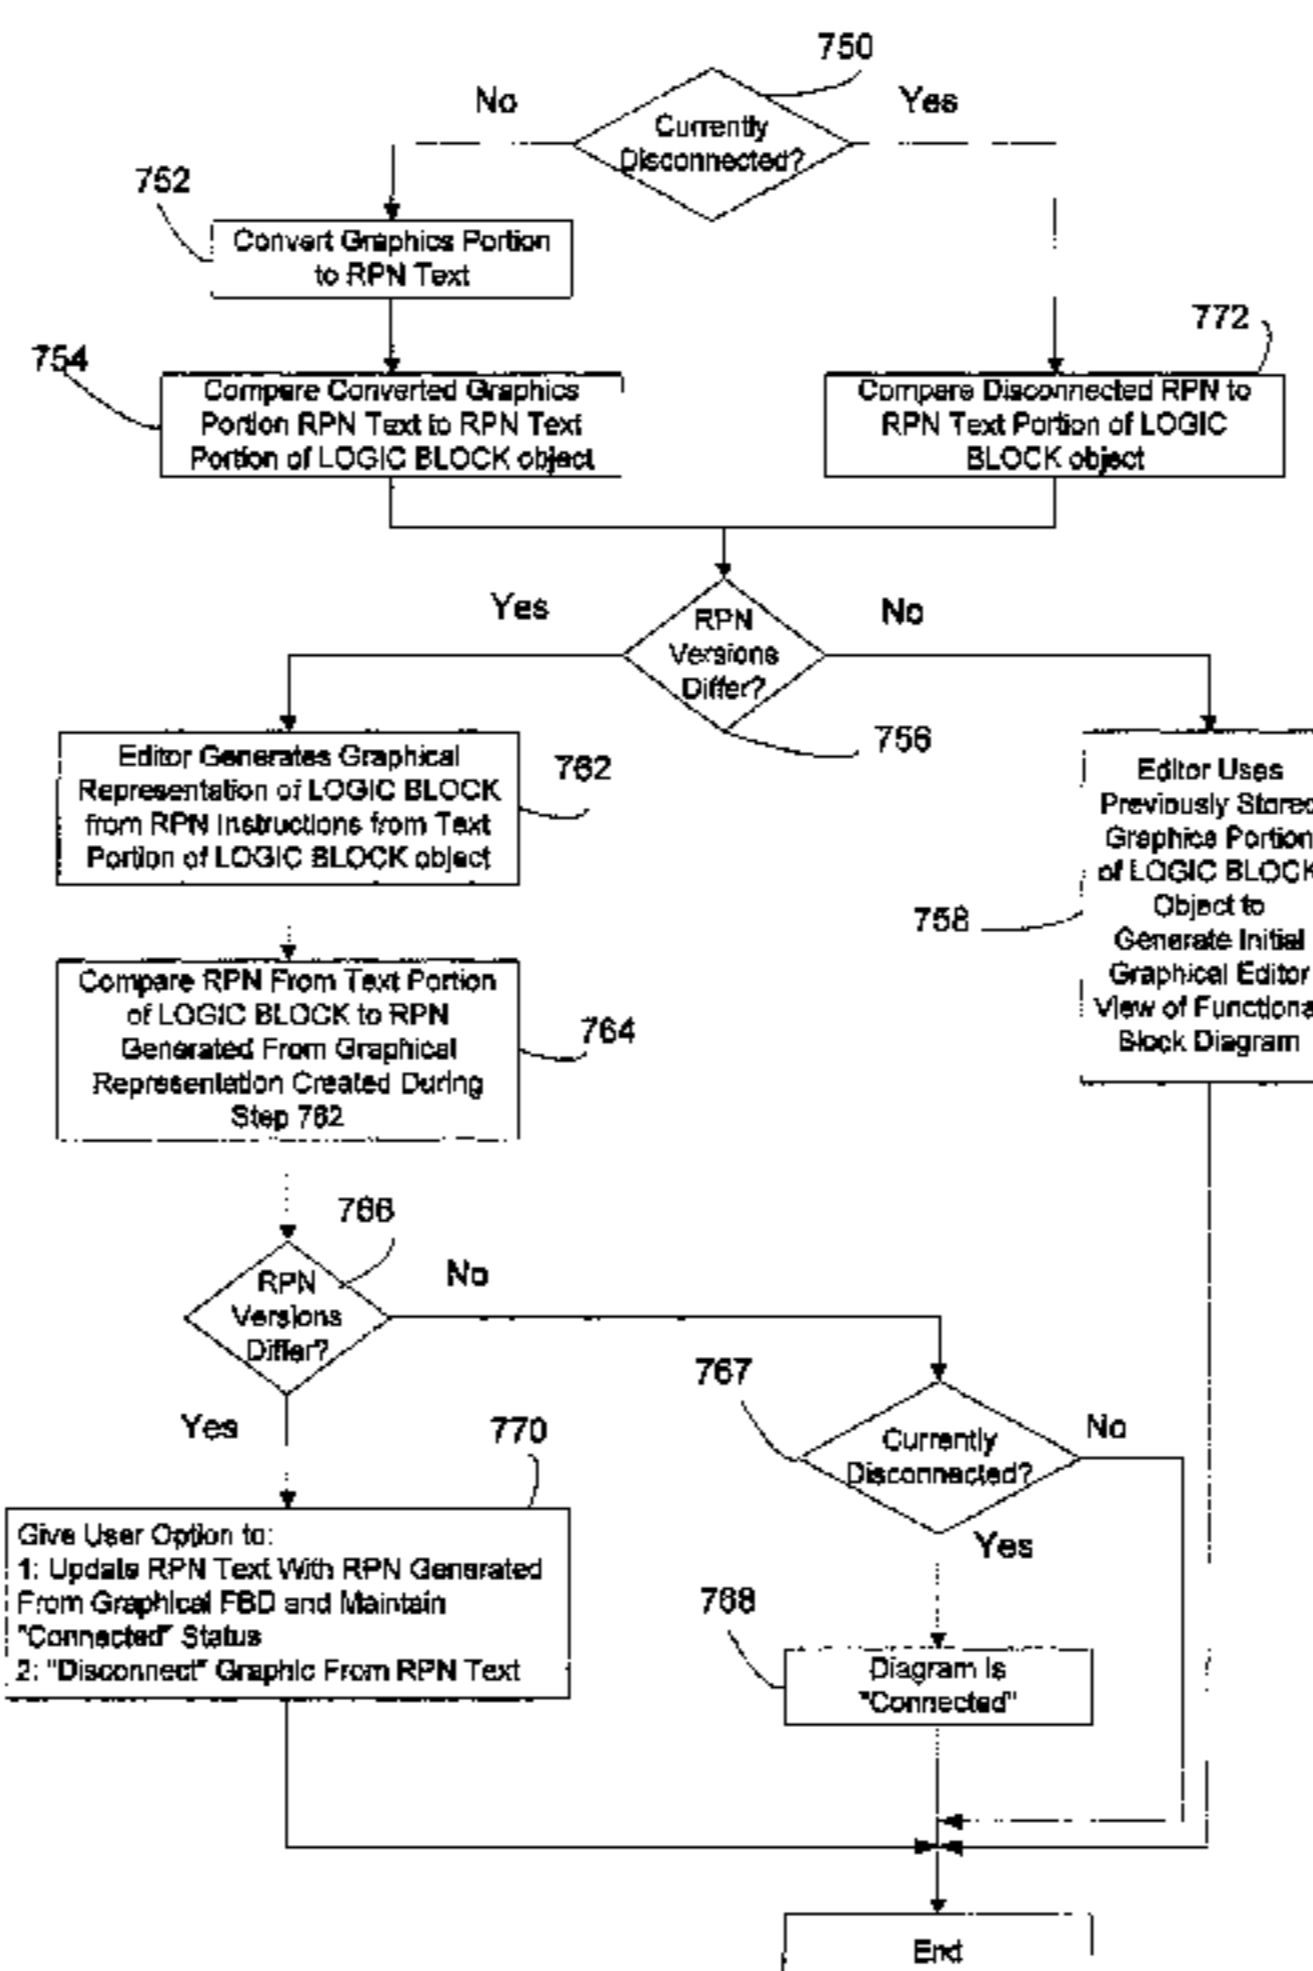 750
No
Yes
Currently
Disconnected?
752
Convert Graphics Portion
to RPN Text
772
754
Compare Converted Graphics
Portion RPN Text to RPN Text
Portion of LOGIC BLOCK object
Compare Disconnected RPN to
RPN Text Portion of LOGIC
BLOCK object
Yes
No
RPN
Versions
Differ?
756
Editor Generates Graphical
Representation of LOGIC BLOCK
from RPN Instructions from Text
Portion of LOGIC BLOCK object
762
Editor Uses
Previously Stored
Graphics Portion
of LOGIC BLOCK
Object to
Generate Initial
Graphical Editor
View of Functiona
Block Diagram
758
Compare RPN From Text Portion
of LOGIC BLOCK to RPN
Generated From Graphical
Representation Created During
Step 762
764
766
RPN
Versions
Differ?
No
767
Currently
Disconnected?
No
Yes
770
Yes
Give User Option to:
1: Update RPN Text With RPN Generated
From Graphical FBD and Maintain
"Connected" Status
2: "Disconnect" Graphic From RPN Text
768
Diagram Is
"Connected"
End